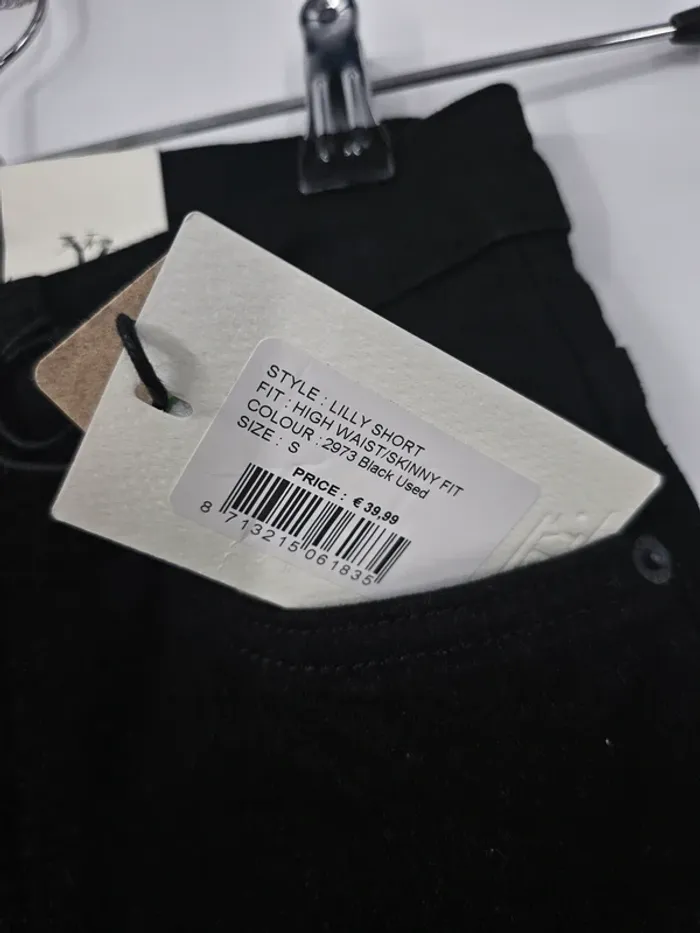 STYLE : LILLY SHORT
FIT : HIGH WAIST/SKINNY FIT
COLOUR : 2973 Black Used
SIZE : S
PRICE : € 39,99
8 713215 061835